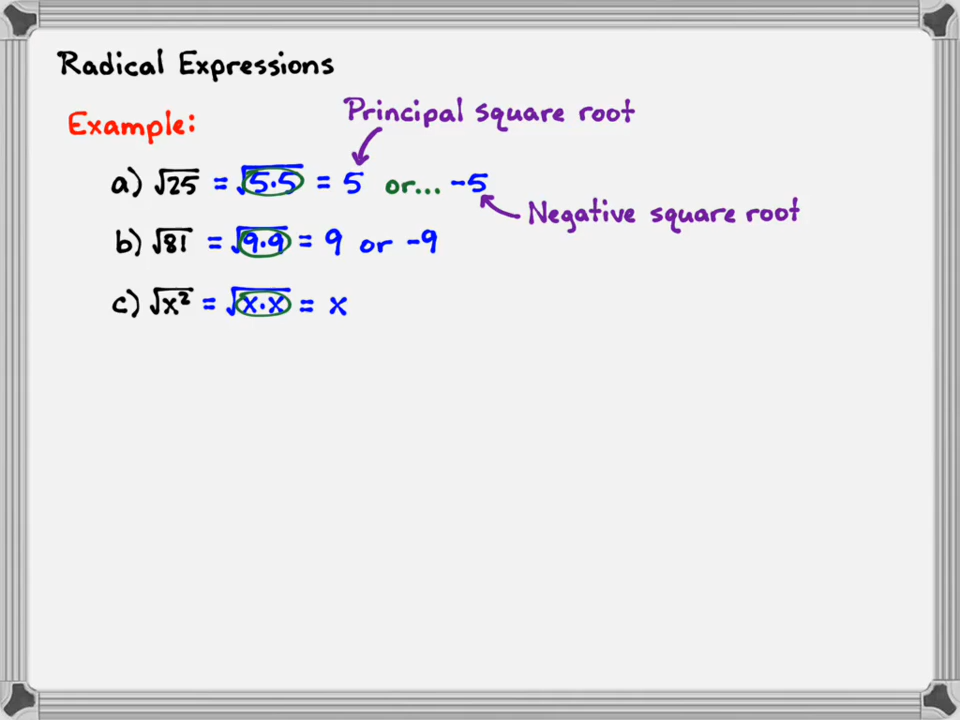 Radical Expressions
Principal square root
Example:
a) √25 = √5·5 = 5 or... -5
Negative square root
b) √81 = √9·9 = 9 or -9
c) √x² = √x·x = x